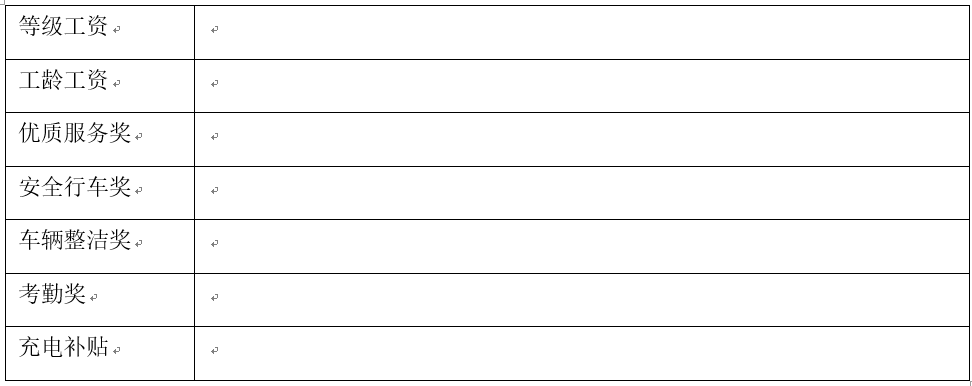 等级工资
工龄工资
优质服务奖
安全行车奖
车辆整洁奖
考勤奖
充电补贴